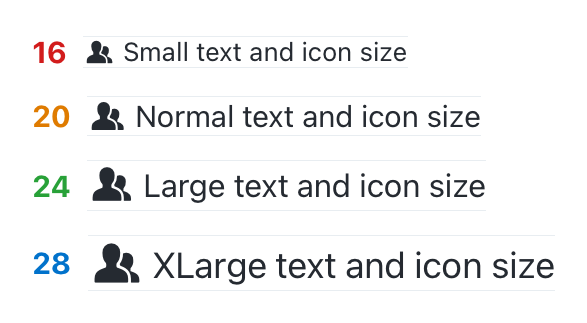 16 Small text and icon size
20 Normal text and icon size
24 Large text and icon size
28 XLarge text and icon size